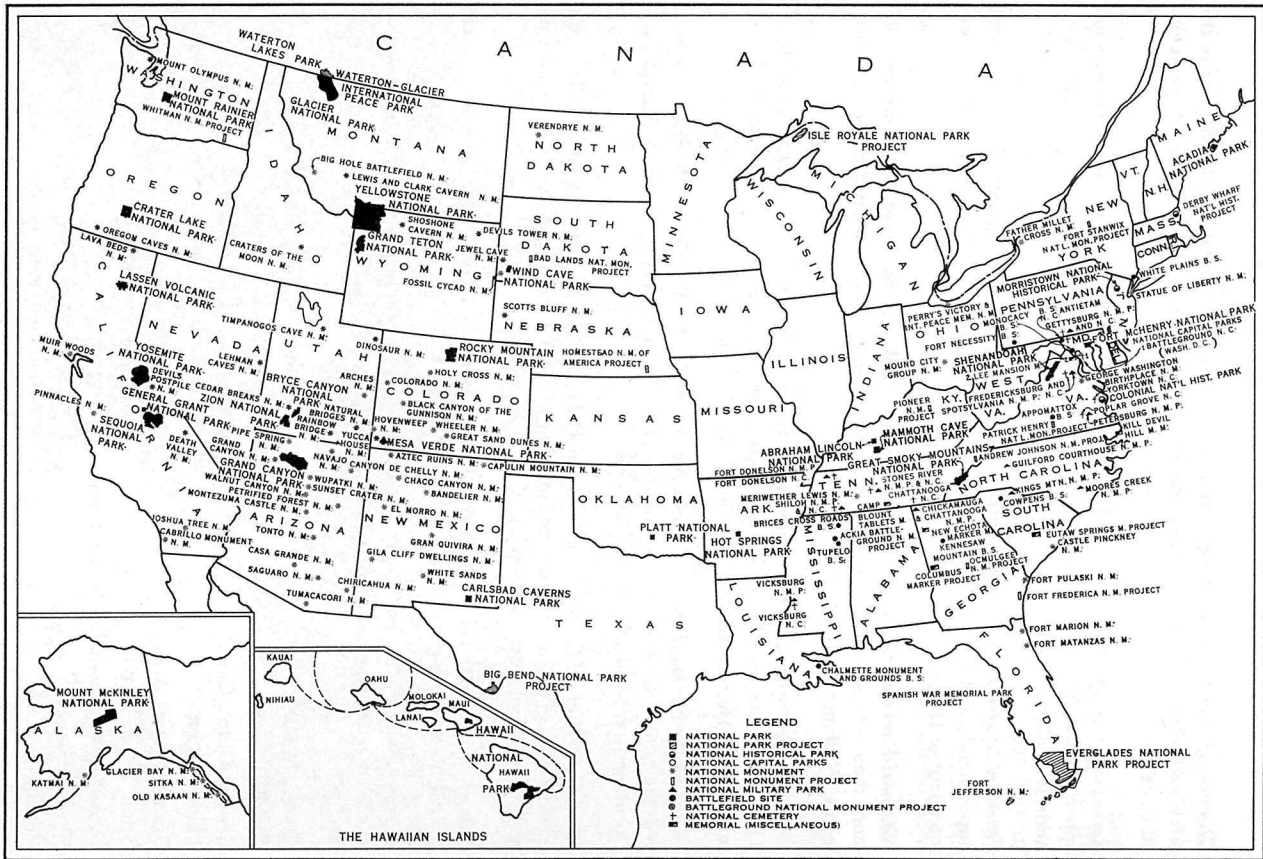 C A N A D A
WATERTON
LAKES PARK
WATERTON-GLACIER
INTERNATIONAL
PEACE PARK
GLACIER
NATIONAL PARK
MOUNT OLYMPUS N. M.
WASHINGTON
MOUNT RAINIER
NATIONAL PARK
WHITMAN N. M. PROJECT
MONTANA
IDAHO
BIG HOLE BATTLEFIELD N. M.
LEWIS AND CLARK CAVERN N. M.
YELLOWSTONE
NATIONAL PARK
SHOSHONE
CAVERN N. M.
DEVILS TOWER N. M.
GRAND TETON
NATIONAL PARK
JEWEL CAVE
N. M.
WYOMING
FOSSIL CYCAD N. M.
VERENDRYE N. M.
NORTH
DAKOTA
SOUTH
DAKOTA
BAD LANDS NAT. MON.
PROJECT
WIND CAVE
NATIONAL PARK
OREGON
CRATER LAKE
NATIONAL PARK
OREGON CAVES N. M.
CRATERS OF THE
MOON N. M.
LAVA BEDS
N. M.
CALIFORNIA
LASSEN VOLCANIC
NATIONAL PARK
NEVADA
UTAH
TIMPANOGOS CAVE N. M.
LEHMAN
CAVES N. M.
DINOSAUR N. M.
MUIR WOODS
N. M.
YOSEMITE
NATIONAL PARK
DEVILS
POSTPILE
N. M.
CEDAR BREAKS N. M.
BRYCE CANYON
NATIONAL
PARK
ARCHES
N. M.
NATURAL
BRIDGES N. M.
ZION NATIONAL
PARK
RAINBOW
BRIDGE
N. M.
PINNACLES N. M.
GENERAL GRANT
NATIONAL PARK
SEQUOIA
NATIONAL
PARK
PIPE SPRING
N. M.
DEATH
VALLEY
N. M.
GRAND
CANYON N. M.
GRAND CANYON
NATIONAL PARK
YUCCA
HOUSE
N. M.
HOVENWEEP
N. M.
NAVAJO
N. M.
CANYON DE CHELLY N. M.
WUPATKI N. M.
SUNSET CRATER N. M.
WALNUT CANYON N. M.
PETRIFIED FOREST N. M.
MONTEZUMA CASTLE N. M.
ARIZONA
TONTO N. M.
JOSHUA TREE N. M.
CABRILLO MONUMENT
N. M.
CASA GRANDE N. M.
SAGUARO N. M.
TUMACACORI N. M.
CHIRICAHUA N. M.
ROCKY MOUNTAIN
NATIONAL PARK
HOLY CROSS N. M.
COLORADO N. M.
COLORADO
BLACK CANYON OF THE
GUNNISON N. M.
WHEELER N. M.
GREAT SAND DUNES N. M.
MESA VERDE NATIONAL PARK
AZTEC RUINS N. M.
CAPULIN MOUNTAIN N. M.
CHACO CANYON N. M.
BANDELIER N. M.
EL MORRO N. M.
NEW MEXICO
GRAN QUIVIRA N. M.
GILA CLIFF DWELLINGS N. M.
WHITE SANDS
N. M.
CARLSBAD CAVERNS
NATIONAL PARK
SCOTTS BLUFF N. M.
NEBRASKA
HOMESTEAD N. M. OF
AMERICA PROJECT
KANSAS
OKLAHOMA
PLATT NATIONAL
PARK
TEXAS
BIG BEND NATIONAL PARK
PROJECT
MINNESOTA
IOWA
MISSOURI
ARK.
HOT SPRINGS
NATIONAL PARK
LOUISIANA
WISCONSIN
ILLINOIS
MICHIGAN
ISLE ROYALE NATIONAL PARK
PROJECT
INDIANA
OHIO
PERRY'S VICTORY &
INT. PEACE MEM. N. M.
MOUND CITY
GROUP N. M.
FORT NECESSITY B. S.
MONOCACY
B. S.
ANTIETAM
B. S.
N. C.
GETTYSBURG N. M. P.
AND N. C.
PENNSYLVANIA
MORRISTOWN NATIONAL
HISTORICAL PARK
FATHER MILLET
CROSS N. M.
FORT STANWIX
NAT'L. MON. PROJECT
NEW
YORK
VT.
N.H.
MAINE
ACADIA
NATIONAL PARK
DERBY WHARF
NAT'L HIST.
PROJECT
MASS.
CONN.
R.I.
WHITE PLAINS B. S.
STATUE OF LIBERTY N. M.
N. J.
FORT McHENRY NATIONAL PARK
NATIONAL CAPITAL PARKS
(BATTLEGROUND N. C.)
(WASH. D. C.)
MD.
DEL.
SHENANDOAH
NATIONAL PARK
LEE MANSION M.
WEST
VA.
GEORGE WASHINGTON
BIRTHPLACE N. M.
FREDERICKSBURG AND
SPOTSYLVANIA N. M. P. N. C.
YORKTOWN N. C.
COLONIAL NAT'L HIST. PARK
VA.
APPOMATTOX
B. S.
POPLAR GROVE N. C.
PATRICK HENRY
NAT'L MON. PROJECT
PETERSBURG N. M. P.
KILL DEVIL
HILL M. M.
PIONEER
N. M.
PROJECT
KY.
ABRAHAM LINCOLN
NATIONAL PARK
MAMMOTH CAVE
NATIONAL PARK
GREAT SMOKY MOUNTAINS
NATIONAL PARK
ANDREW JOHNSON N. M. PROJ.
GUILFORD COURTHOUSE N. M. P.
FORT DONELSON N. M. P.
FORT DONELSON N. C.
TENN.
STONES RIVER
N. M. P. & N. C.
MERIWETHER LEWIS N. M.
SHILOH N. M. P.
& N. C.
CHATTANOOGA
N. C.
CAMP
NORTH CAROLINA
KINGS MTN. N. M. P.
COWPENS B. S.
MOORES CREEK
N. M. P.
SOUTH
CAROLINA
EUTAW SPRINGS M. PROJECT
CASTLE PINCKNEY
N. M.
BRICES CROSS ROADS
B. S.
BLOUNT
TABLETS M.
ACKIA BATTLE-
GROUND N. M.
PROJECT
TUPELO
B. S.
CHICKAMAUGA
& CHATTANOOGA
N. M. P.
NEW ECHOTA
MARKER M.
KENNESAW
MOUNTAIN B. S.
OCMULGEE
N. M. PROJECT
COLUMBUS
MARKER PROJECT
MISSISSIPPI
ALABAMA
GEORGIA
FORT PULASKI N. M.
FORT FREDERICA N. M. PROJECT
VICKSBURG
N. M. P.
VICKSBURG
N. C.
CHALMETTE MONUMENT
AND GROUNDS B. S.
FORT MARION N. M.
FORT MATANZAS N. M.
FLORIDA
SPANISH WAR MEMORIAL PARK
PROJECT
EVERGLADES NATIONAL
PARK PROJECT
FORT
JEFFERSON N. M.
MOUNT McKINLEY
NATIONAL PARK
ALASKA
GLACIER BAY N. M.
SITKA N. M.
KATMAI N. M.
OLD KASAAN N. M.
KAUAI
NIHIAU
OAHU
MOLOKAI
LANAI
MAUI
HAWAII
NATIONAL
HAWAII
PARK
THE HAWAIIAN ISLANDS
LEGEND
NATIONAL PARK
NATIONAL PARK PROJECT
NATIONAL HISTORICAL PARK
NATIONAL CAPITAL PARKS
NATIONAL MONUMENT
NATIONAL MONUMENT PROJECT
NATIONAL MILITARY PARK
BATTLEFIELD SITE
BATTLEGROUND NATIONAL MONUMENT PROJECT
NATIONAL CEMETERY
MEMORIAL (MISCELLANEOUS)